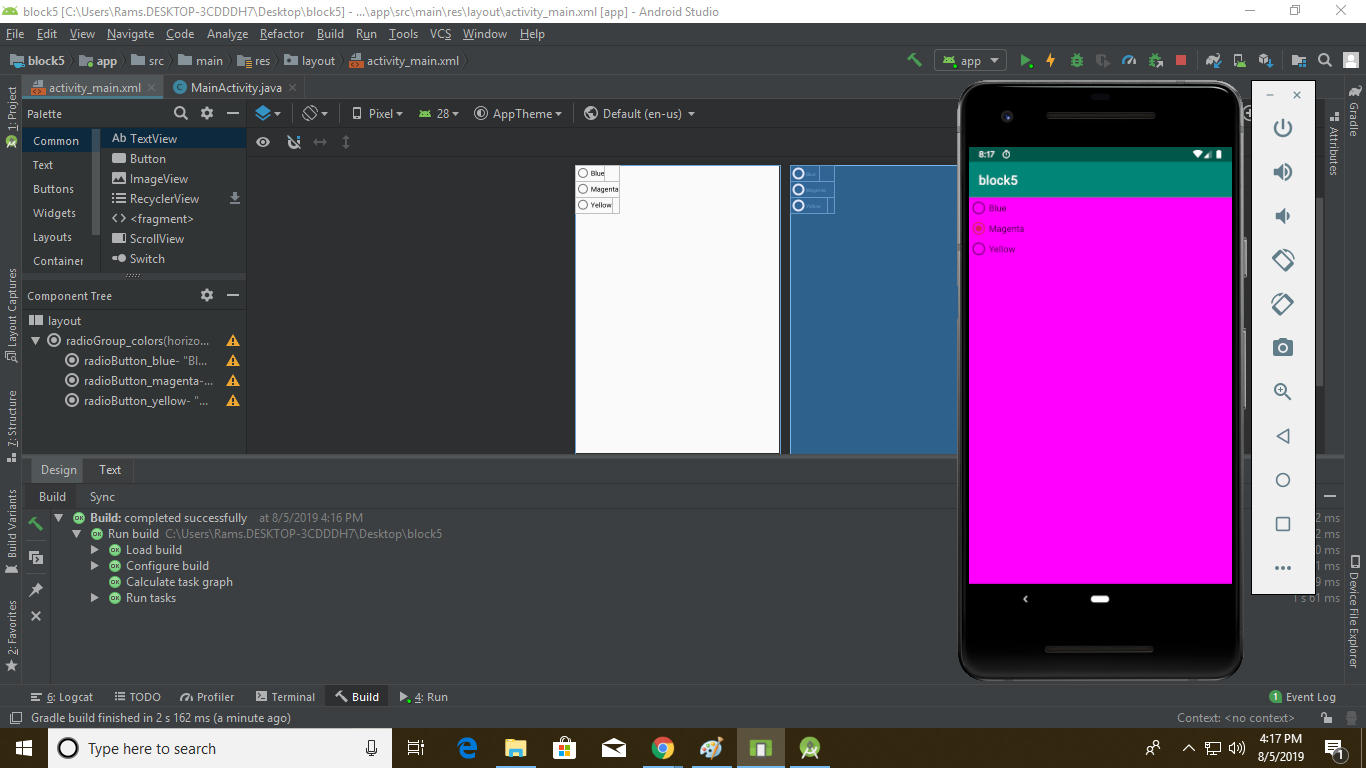 block5 [C:\Users\Rams.DESKTOP-3CDDDH7\Desktop\block5] - ...\app\src\main\res\layout\activity_main.xml [app] - Android Studio
File Edit View Navigate Code Analyze Refactor Build Run Tools VCS Window Help
block5 app src main res layout activity_main.xml app
activity_main.xml MainActivity.java
1: Project
Layout Captures
7: Structure
Build Variants
2: Favorites
Palette
Common
Text
Buttons
Widgets
Layouts
Container
Ab TextView
Button
ImageView
RecyclerView
<fragment>
ScrollView
Switch
Pixel 28 AppTheme Default (en-us)
Component Tree
layout
radioGroup_colors(horizo...
radioButton_blue- "Bl...
radioButton_magenta-...
radioButton_yellow- "...
Blue
Magenta
Yellow
Blue
Magenta
Yellow
8:17
block5
Blue
Magenta
Yellow
Gradle
Attributes
Device File Explorer
Design Text
Build Sync
Build: completed successfully at 8/5/2019 4:16 PM
Run build C:\Users\Rams.DESKTOP-3CDDDH7\Desktop\block5
Load build
Configure build
Calculate task graph
Run tasks
2 ms
2 ms
0 ms
1 ms
9 ms
1 s 61 ms
6: Logcat TODO Profiler Terminal Build 4: Run 1 Event Log
Gradle build finished in 2 s 162 ms (a minute ago) Context: <no context>
Type here to search
4:17 PM
8/5/2019
1